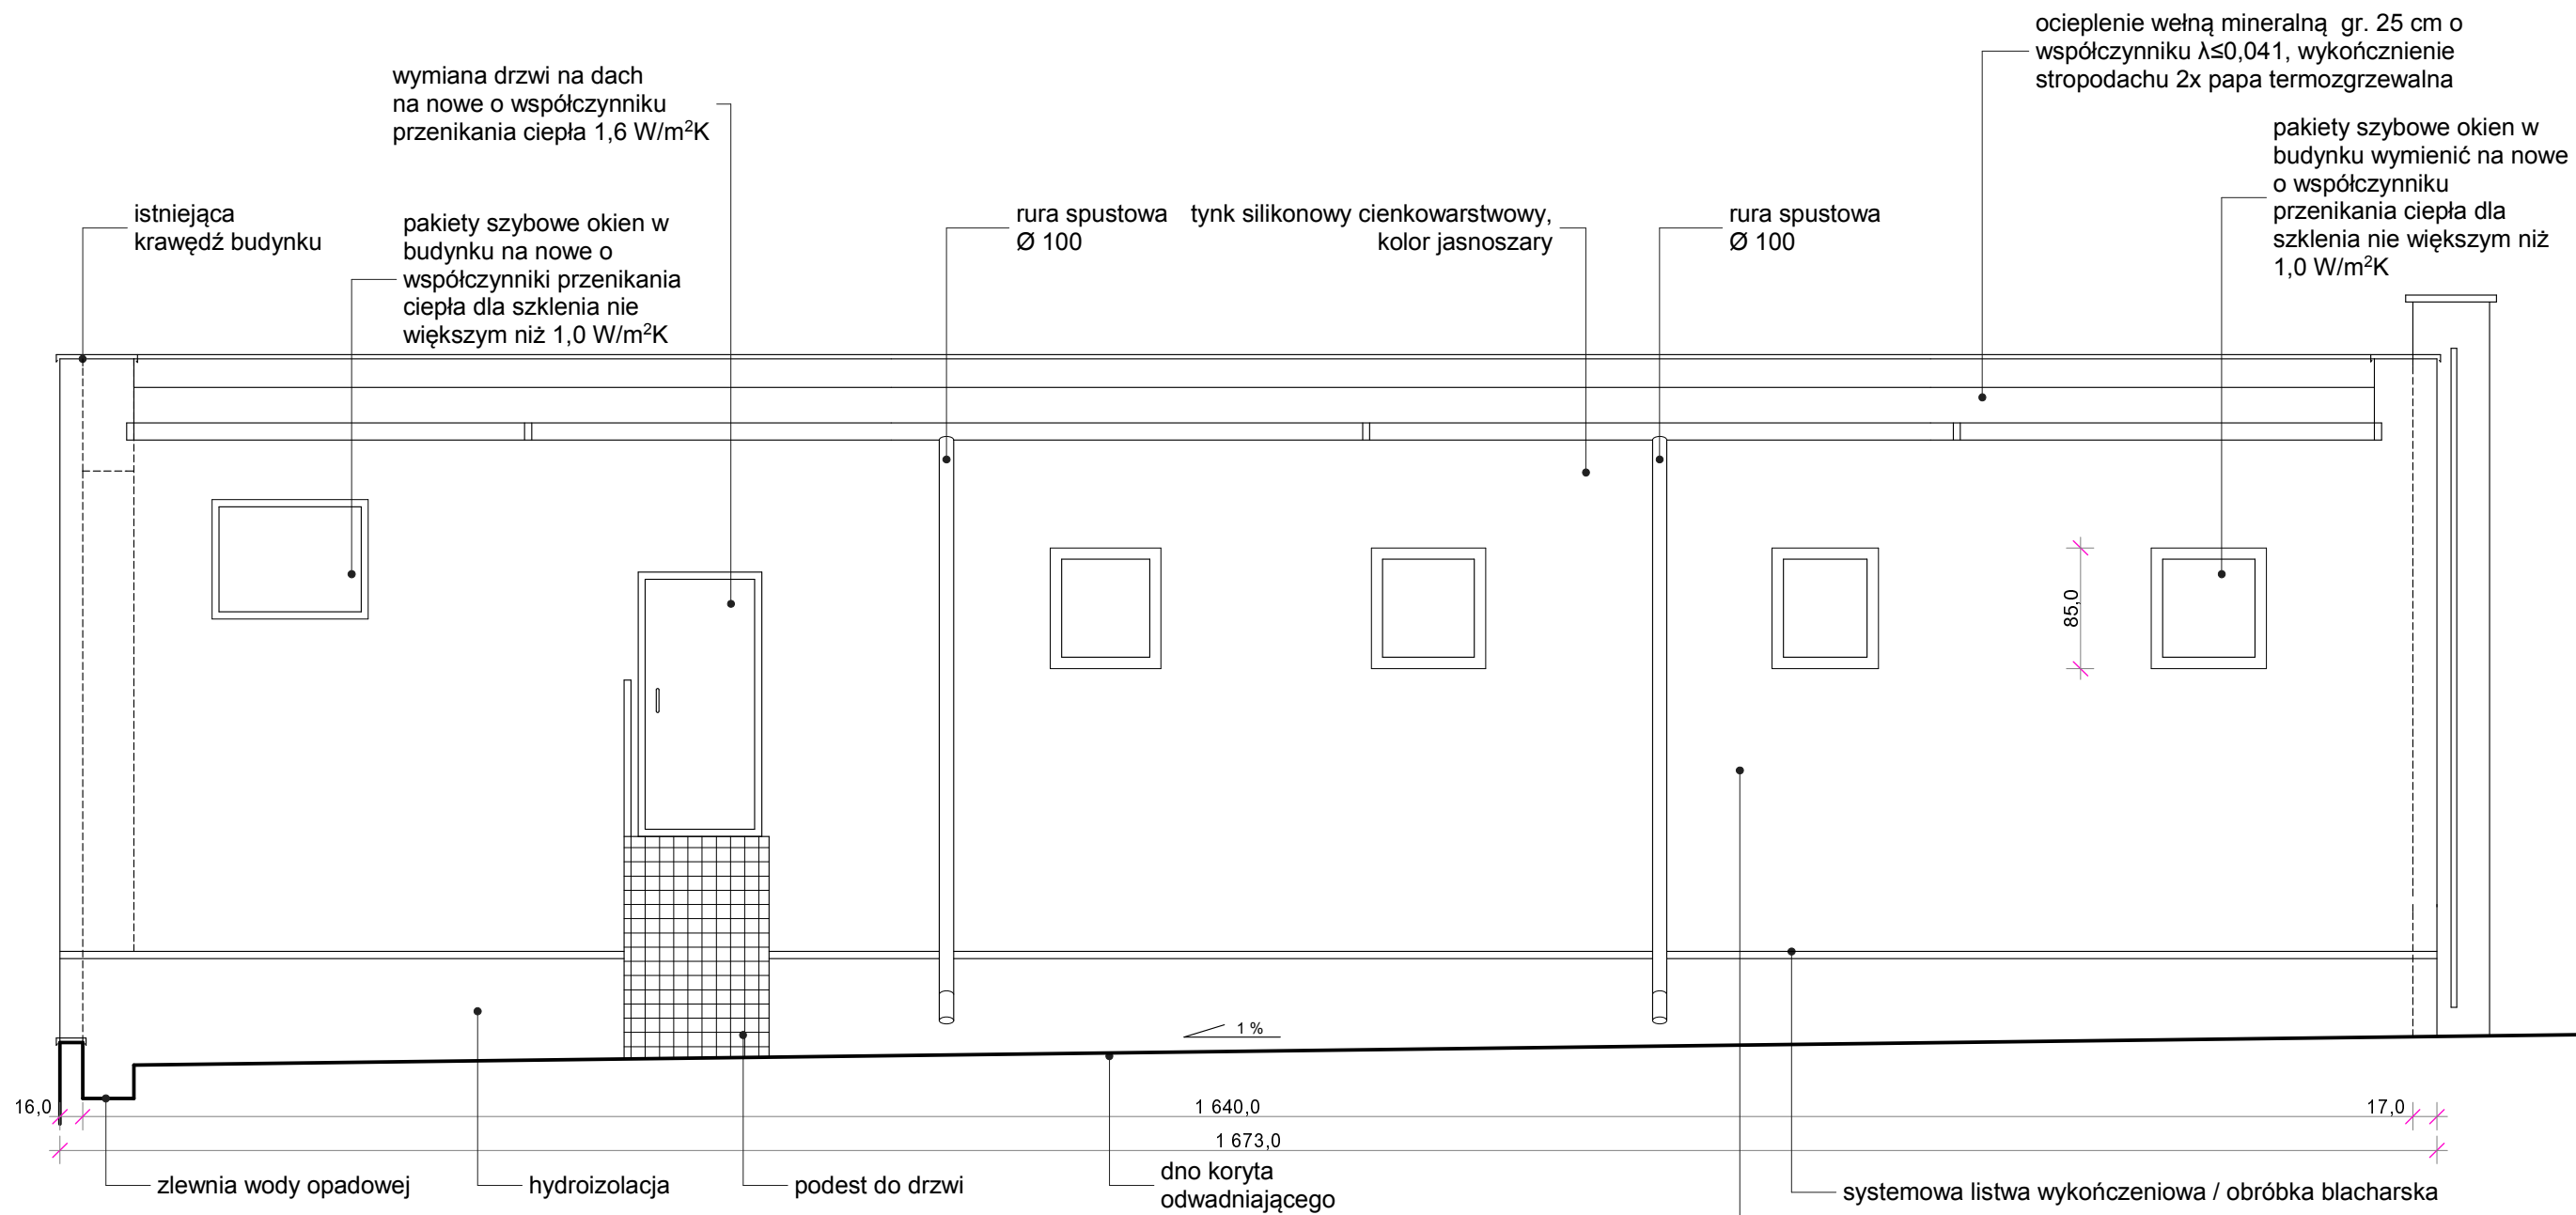 ocieplenie wełną mineralną  gr. 25 cm o
współczynniku λ≤0,041, wykończnienie
stropodachu 2x papa termozgrzewalna
wymiana drzwi na dach
na nowe o współczynniku
przenikania ciepła 1,6 W/m²K
pakiety szybowe okien w
budynku wymienić na nowe
o współczynniku
przenikania ciepła dla
szklenia nie większym niż
1,0 W/m²K
istniejąca
krawędź budynku
pakiety szybowe okien w
budynku na nowe o
współczynniki przenikania
ciepła dla szklenia nie
większym niż 1,0 W/m²K
rura spustowa
Ø 100
tynk silikonowy cienkowarstwowy,
kolor jasnoszary
rura spustowa
Ø 100
85,0
1 %
16,0
1 640,0
17,0
1 673,0
zlewnia wody opadowej
hydroizolacja
podest do drzwi
dno koryta
odwadniającego
systemowa listwa wykończeniowa / obróbka blacharska